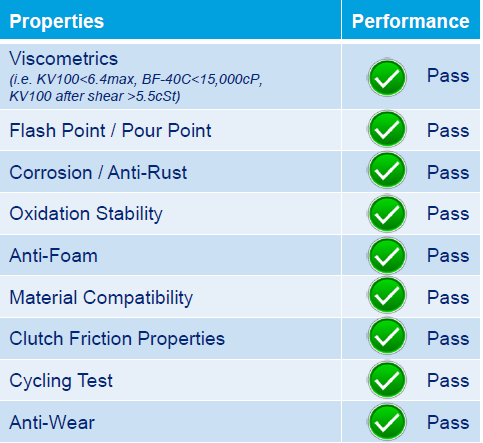 Properties Performance
Viscometrics
(i.e. KV100<6.4max, BF-40C<15,000cP,
KV100 after shear >5.5cSt)
Pass
Flash Point / Pour Point Pass
Corrosion / Anti-Rust Pass
Oxidation Stability Pass
Anti-Foam Pass
Material Compatibility Pass
Clutch Friction Properties Pass
Cycling Test Pass
Anti-Wear Pass